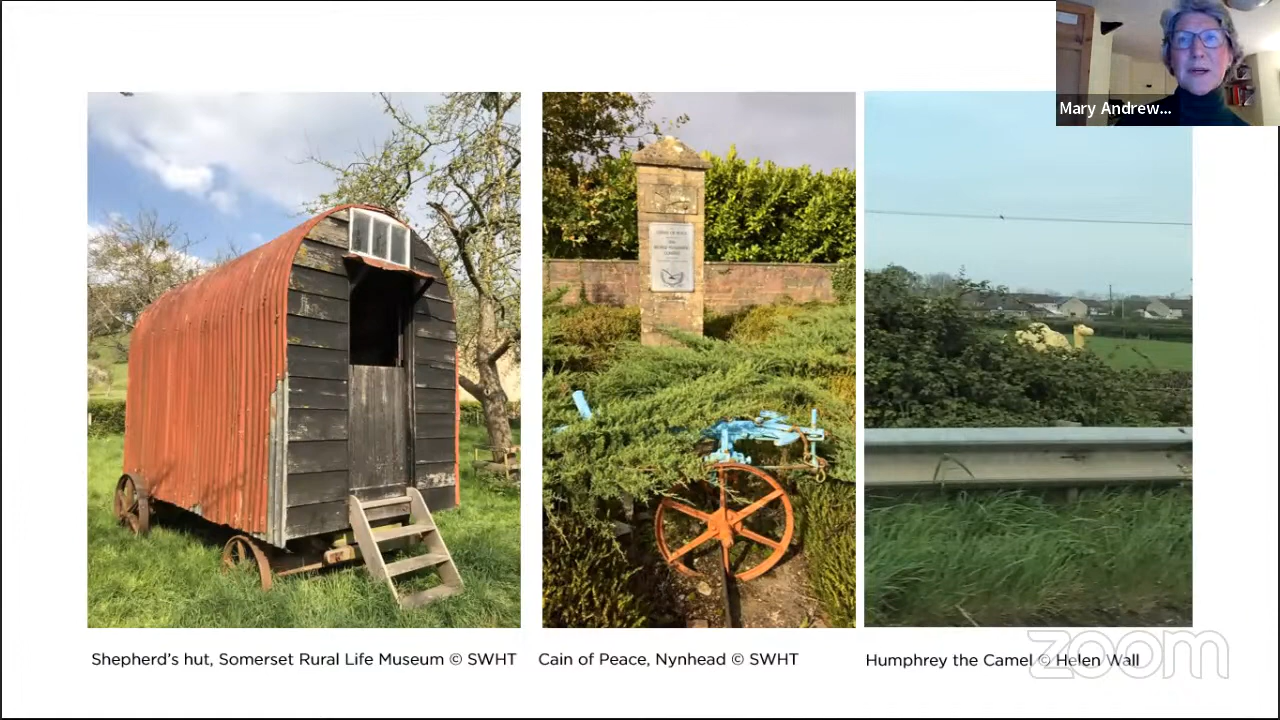 Mary Andrew...
Shepherd's hut, Somerset Rural Life Museum © SWHT
Cain of Peace, Nynhead © SWHT
Humphrey the Camel © Helen Wall
zoom